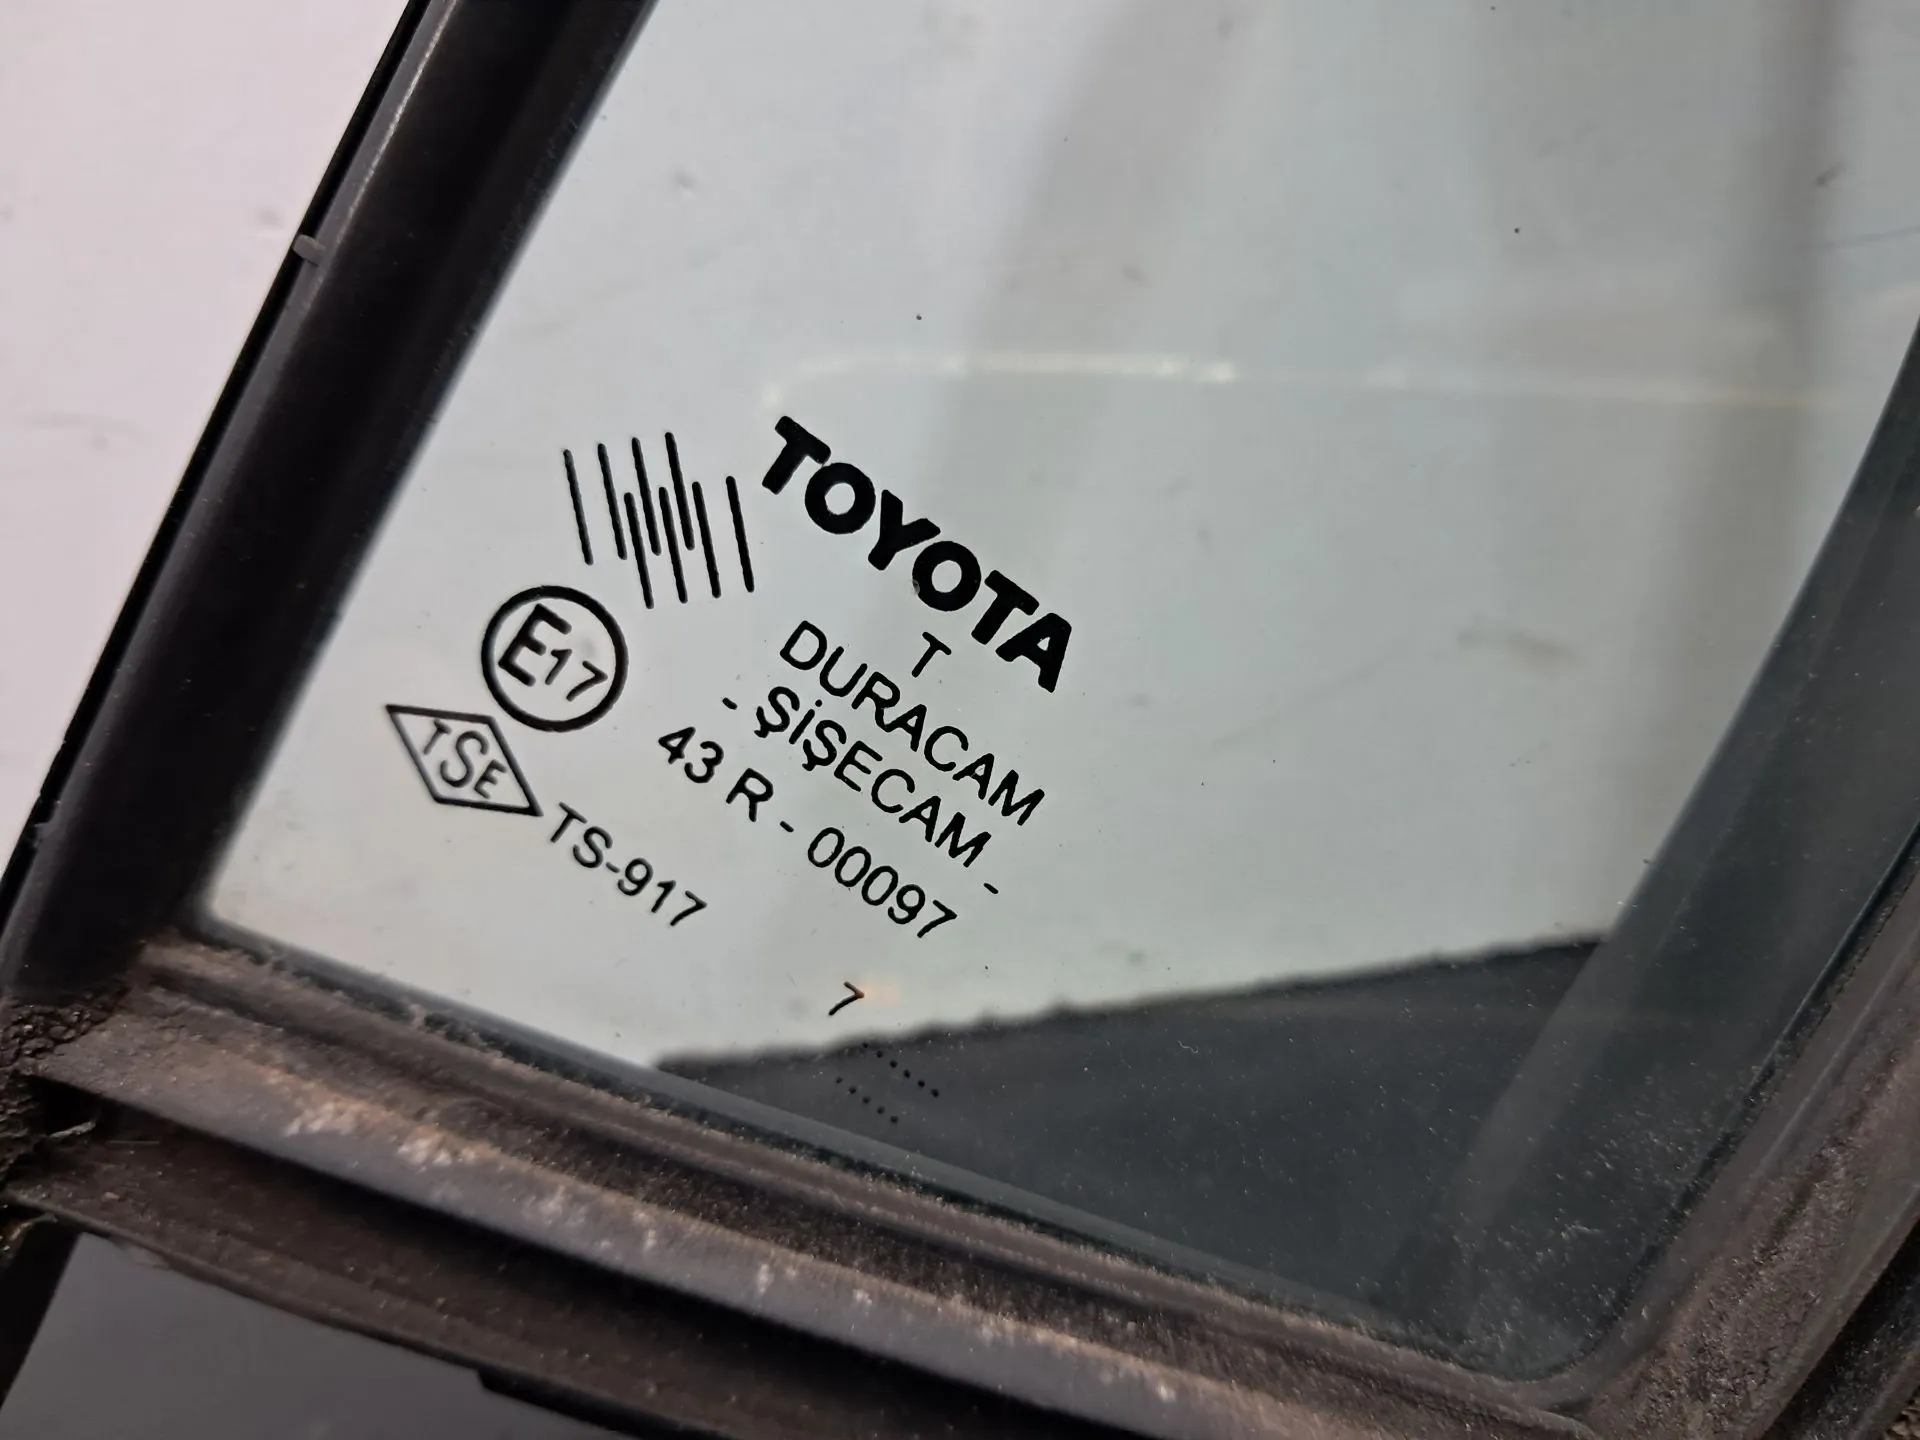 TOYOTA
T
DURACAM
- ŞİŞECAM -
E17
43 R - 00097
TSE
TS-917
7